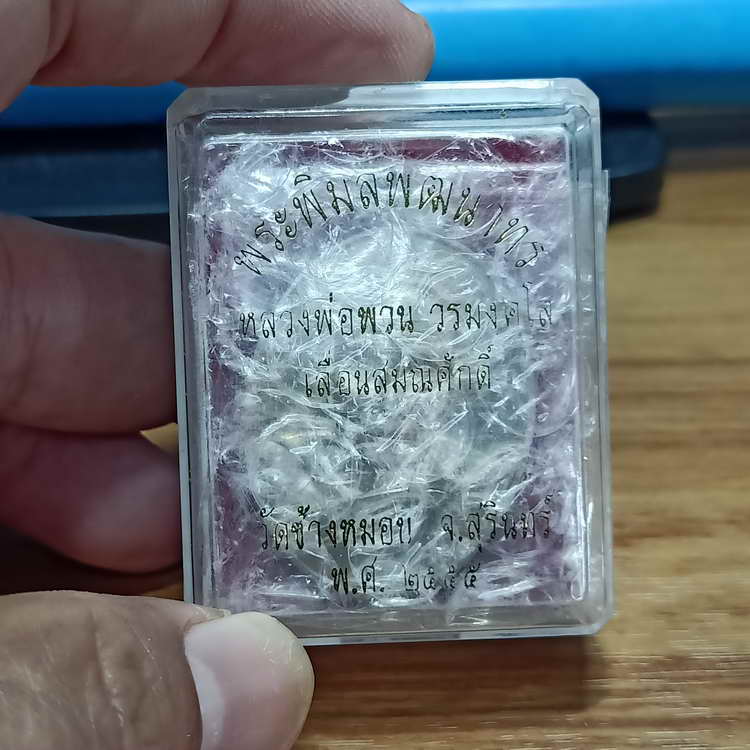 พระพิมลพัฒนาทร
หลวงพ่อพวน วรมงคโล
เลื่อนสมณศักดิ์
วัดช้างหมอบ จ.สุรินทร์
พ.ศ. ๒๕๕๕